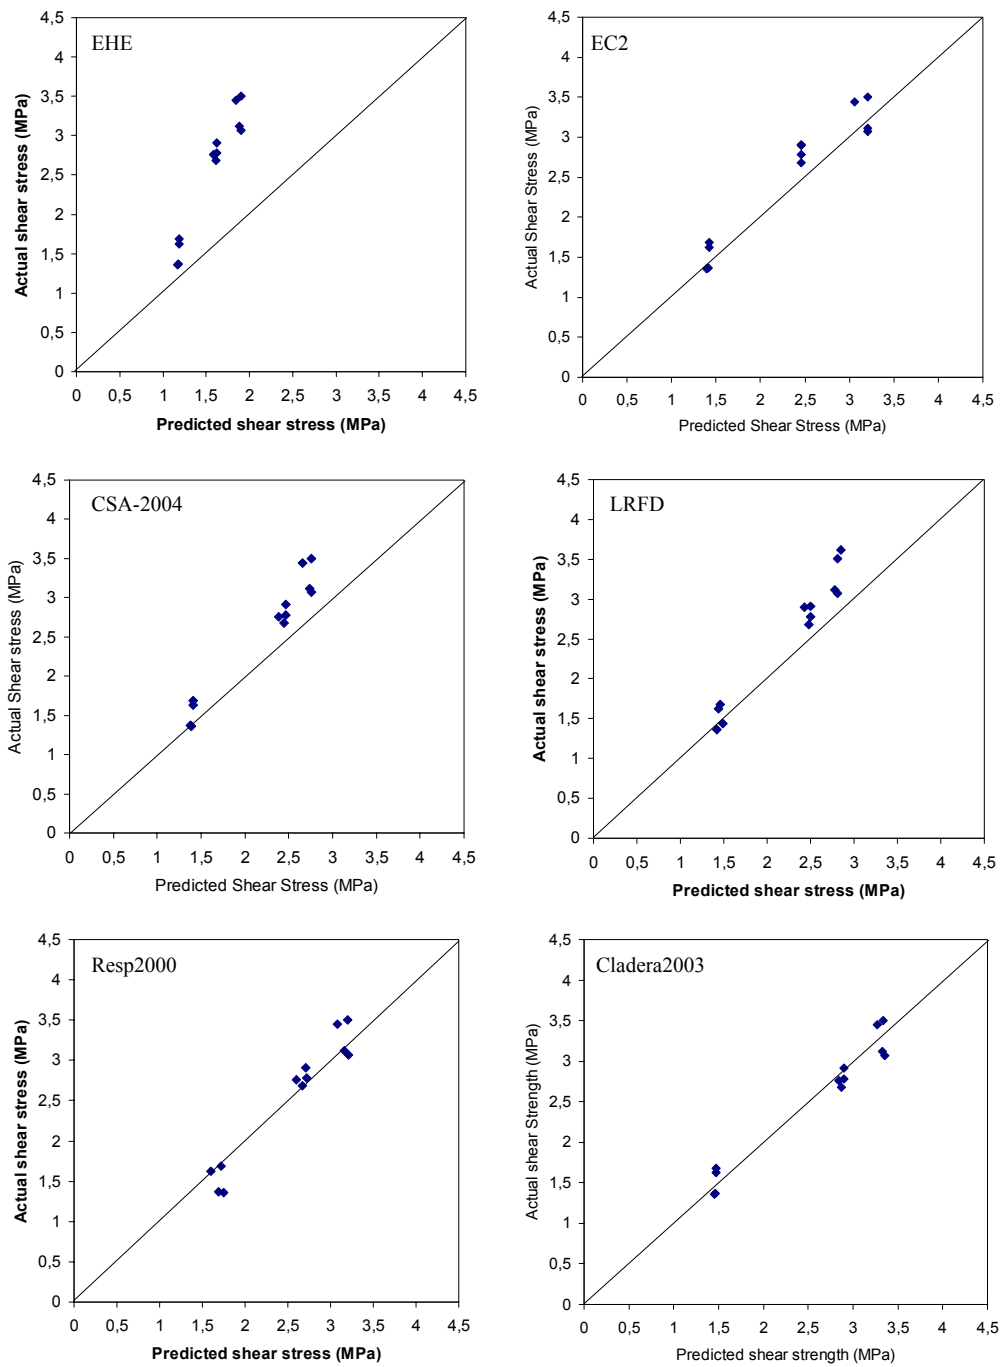 EHE
4,5
4
3,5
3
2,5
2
1,5
1
0,5
0
0 0,5 1 1,5 2 2,5 3 3,5 4 4,5
Actual shear stress (MPa)
Predicted shear stress (MPa)
EC2
4,5
4
3,5
3
2,5
2
1,5
1
0,5
0
0 0,5 1 1,5 2 2,5 3 3,5 4 4,5
Actual Shear Stress (MPa)
Predicted Shear Stress (MPa)
CSA-2004
4,5
4
3,5
3
2,5
2
1,5
1
0,5
0
0 0,5 1 1,5 2 2,5 3 3,5 4 4,5
Actual Shear stress (MPa)
Predicted Shear Stress (MPa)
LRFD
4,5
4
3,5
3
2,5
2
1,5
1
0,5
0
0 0,5 1 1,5 2 2,5 3 3,5 4 4,5
Actual shear stress (MPa)
Predicted shear stress (MPa)
Resp2000
4,5
4
3,5
3
2,5
2
1,5
1
0,5
0
0 0,5 1 1,5 2 2,5 3 3,5 4 4,5
Actual shear stress (MPa)
Predicted shear stress (MPa)
Cladera2003
4,5
4
3,5
3
2,5
2
1,5
1
0,5
0
0 0,5 1 1,5 2 2,5 3 3,5 4 4,5
Actual shear Strength (MPa)
Predicted shear strength (MPa)